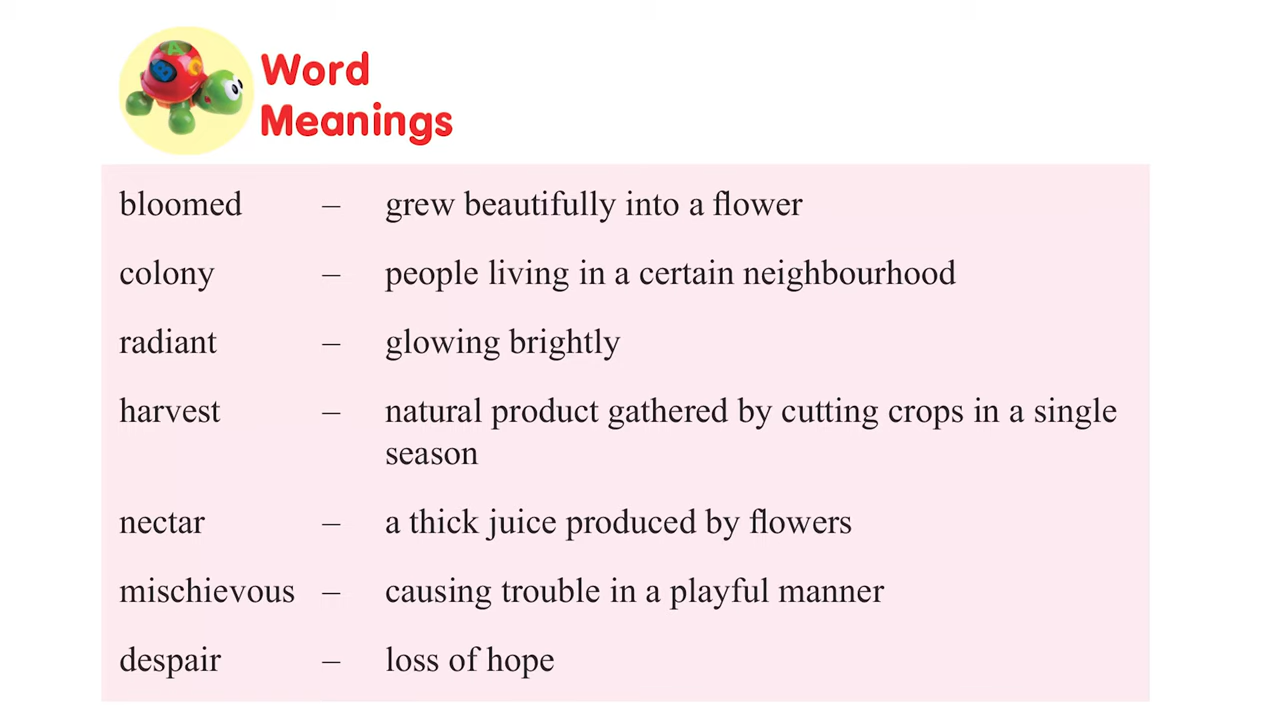 Word
Meanings
bloomed – grew beautifully into a flower
colony – people living in a certain neighbourhood
radiant – glowing brightly
harvest – natural product gathered by cutting crops in a single
season
nectar – a thick juice produced by flowers
mischievous – causing trouble in a playful manner
despair – loss of hope
A
B
C